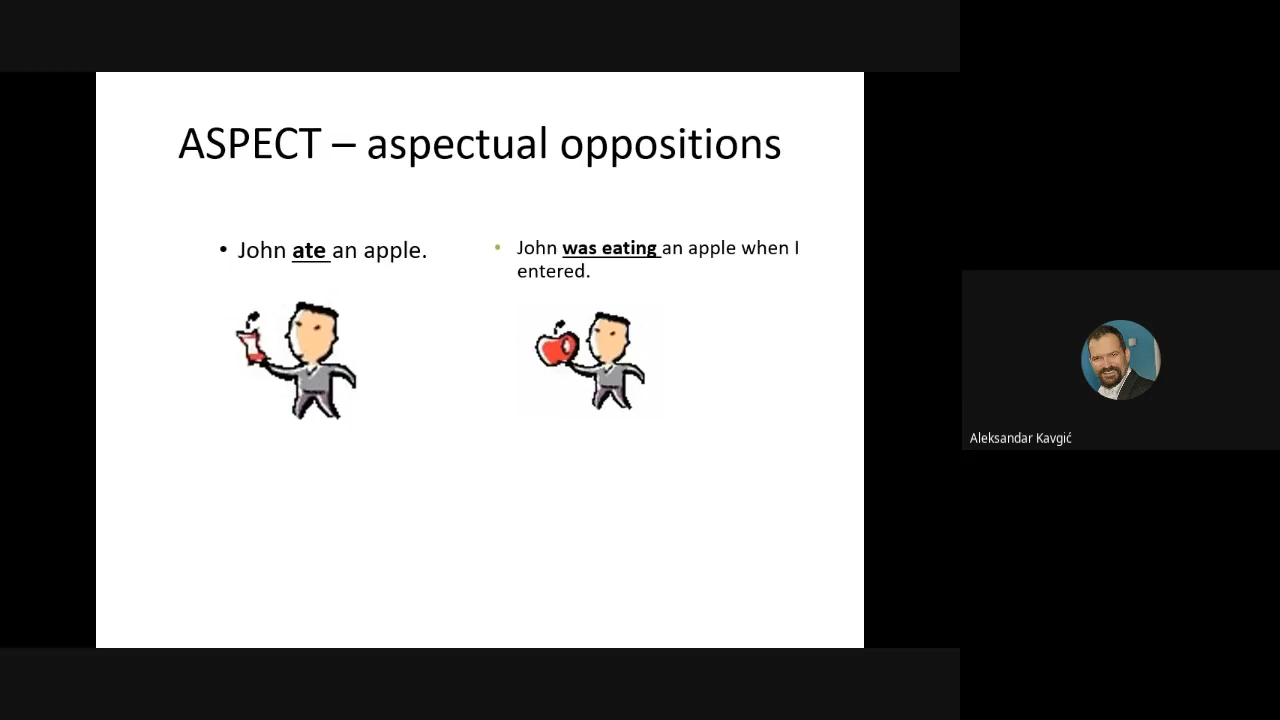 ASPECT – aspectual oppositions
• John ate an apple.
• John was eating an apple when I
entered.
Aleksandar Kavgić